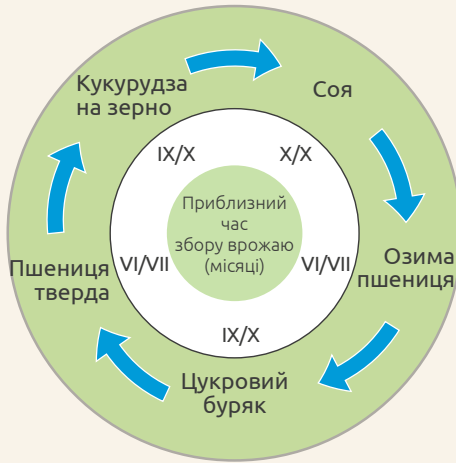 Кукурудза
на зерно
Соя
IX/X
X/X
Приблизний
час
збору врожаю
(місяці)
Пшениця
тверда
VI/VII
VI/VII
Озима
пшениця
IX/X
Цукровий
буряк